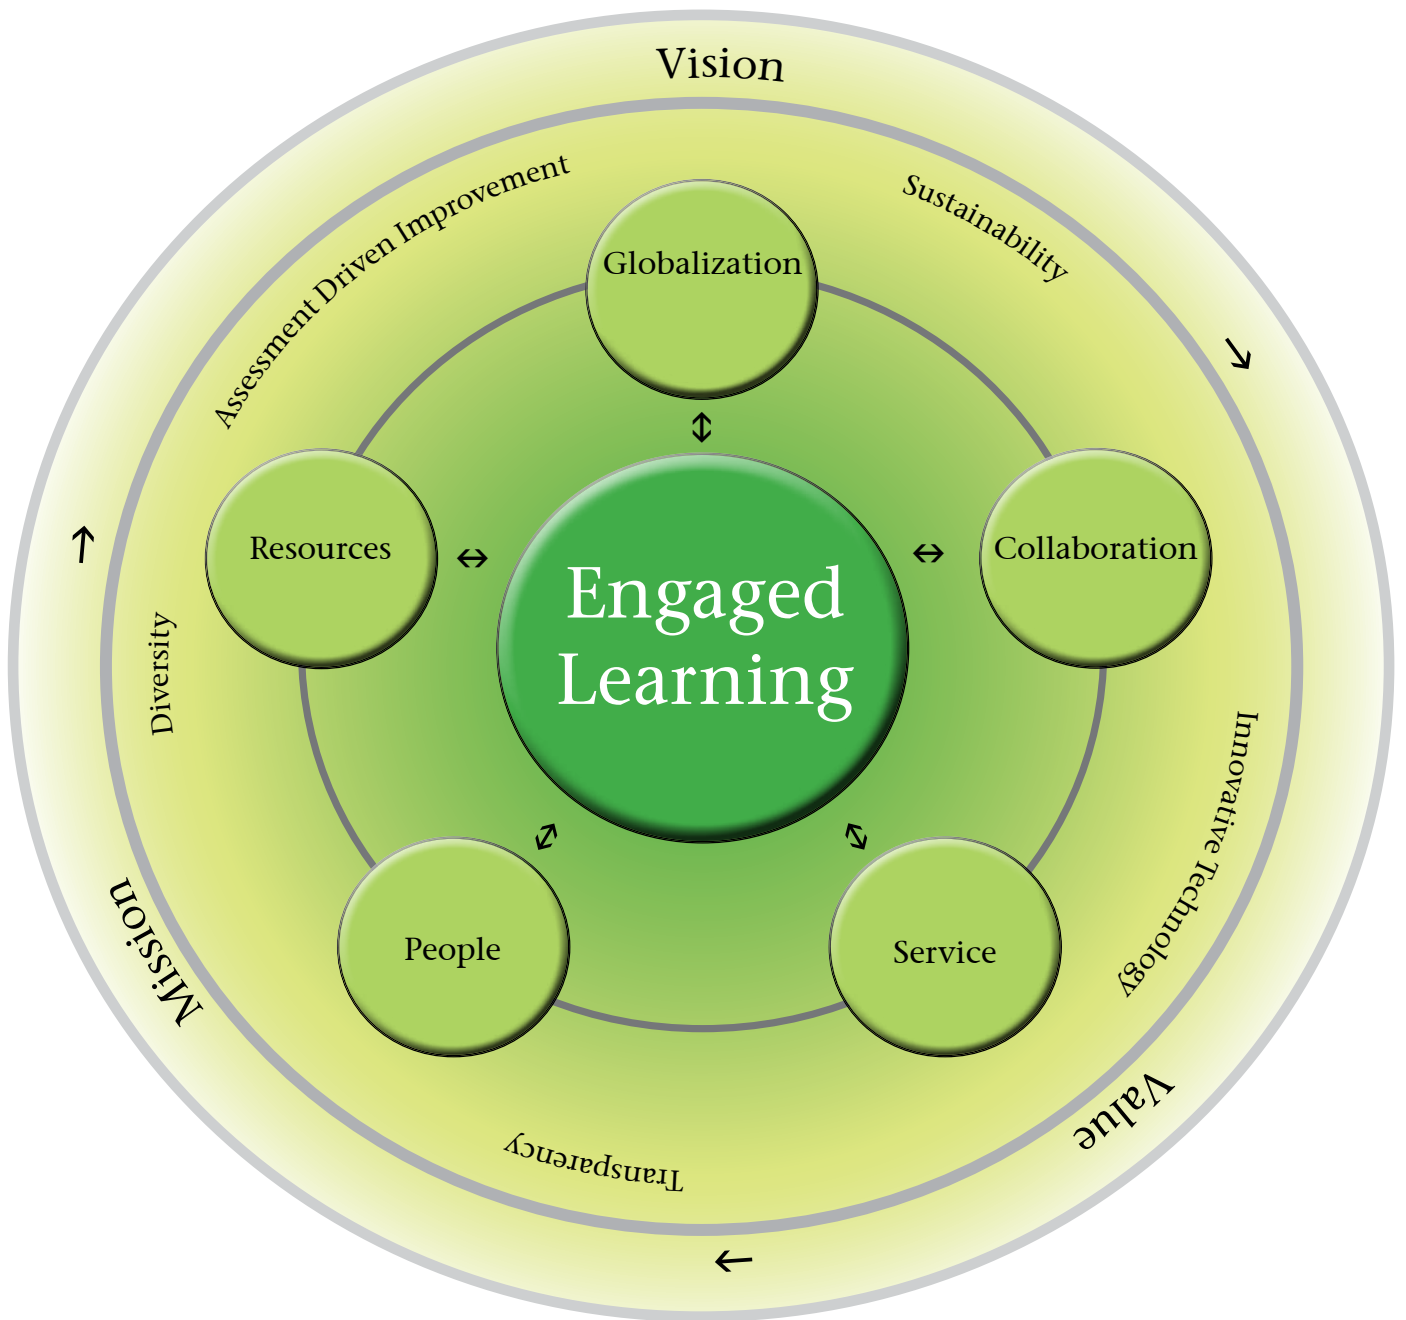 Vision
Assessment Driven Improvement
Sustainability
Globalization
Resources
Collaboration
Engaged
Learning
Diversity
Innovative Technology
Mission
People
Service
Value
Transparency